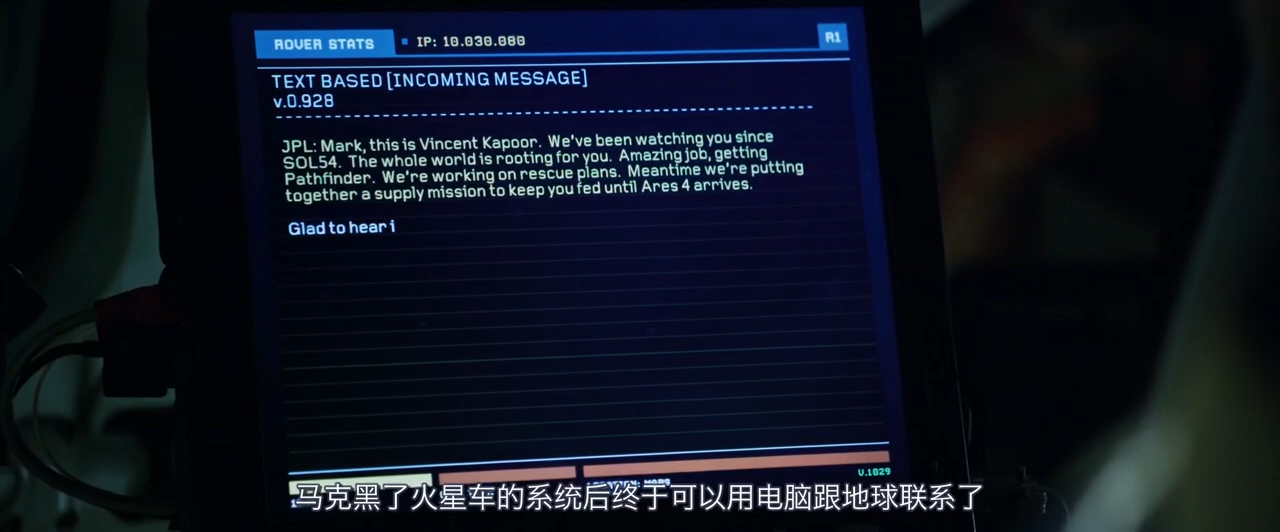 ROVER STATS
IP: 10.030.080
R1
TEXT BASED [INCOMING MESSAGE]
v.0.928
JPL: Mark, this is Vincent Kapoor. We've been watching you since
SOL54. The whole world is rooting for you. Amazing job, getting
Pathfinder. We're working on rescue plans. Meantime we're putting
together a supply mission to keep you fed until Ares 4 arrives.
Glad to hear i
V.1029
马克黑了火星车的系统后终于可以用电脑跟地球联系了